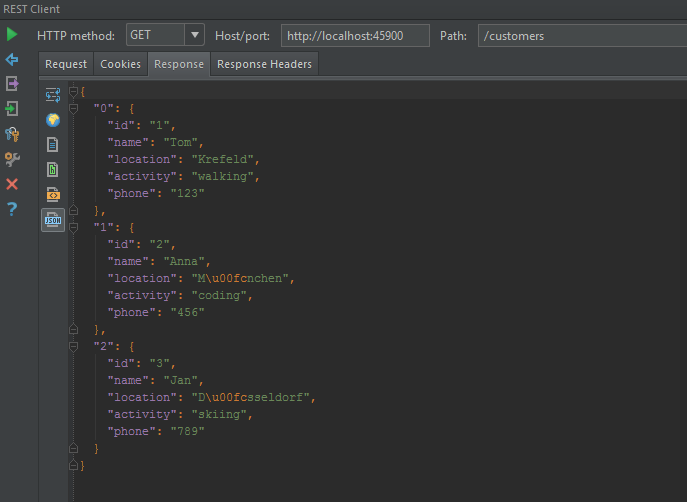 REST Client
HTTP method: GET Host/port: http://localhost:45900 Path: /customers
Request Cookies Response Response Headers
{
"0": {
"id": "1",
"name": "Tom",
"location": "Krefeld",
"activity": "walking",
"phone": "123"
},
"1": {
"id": "2",
"name": "Anna",
"location": "M\u00fcnchen",
"activity": "coding",
"phone": "456"
},
"2": {
"id": "3",
"name": "Jan",
"location": "D\u00fcsseldorf",
"activity": "skiing",
"phone": "789"
}
}
JSON